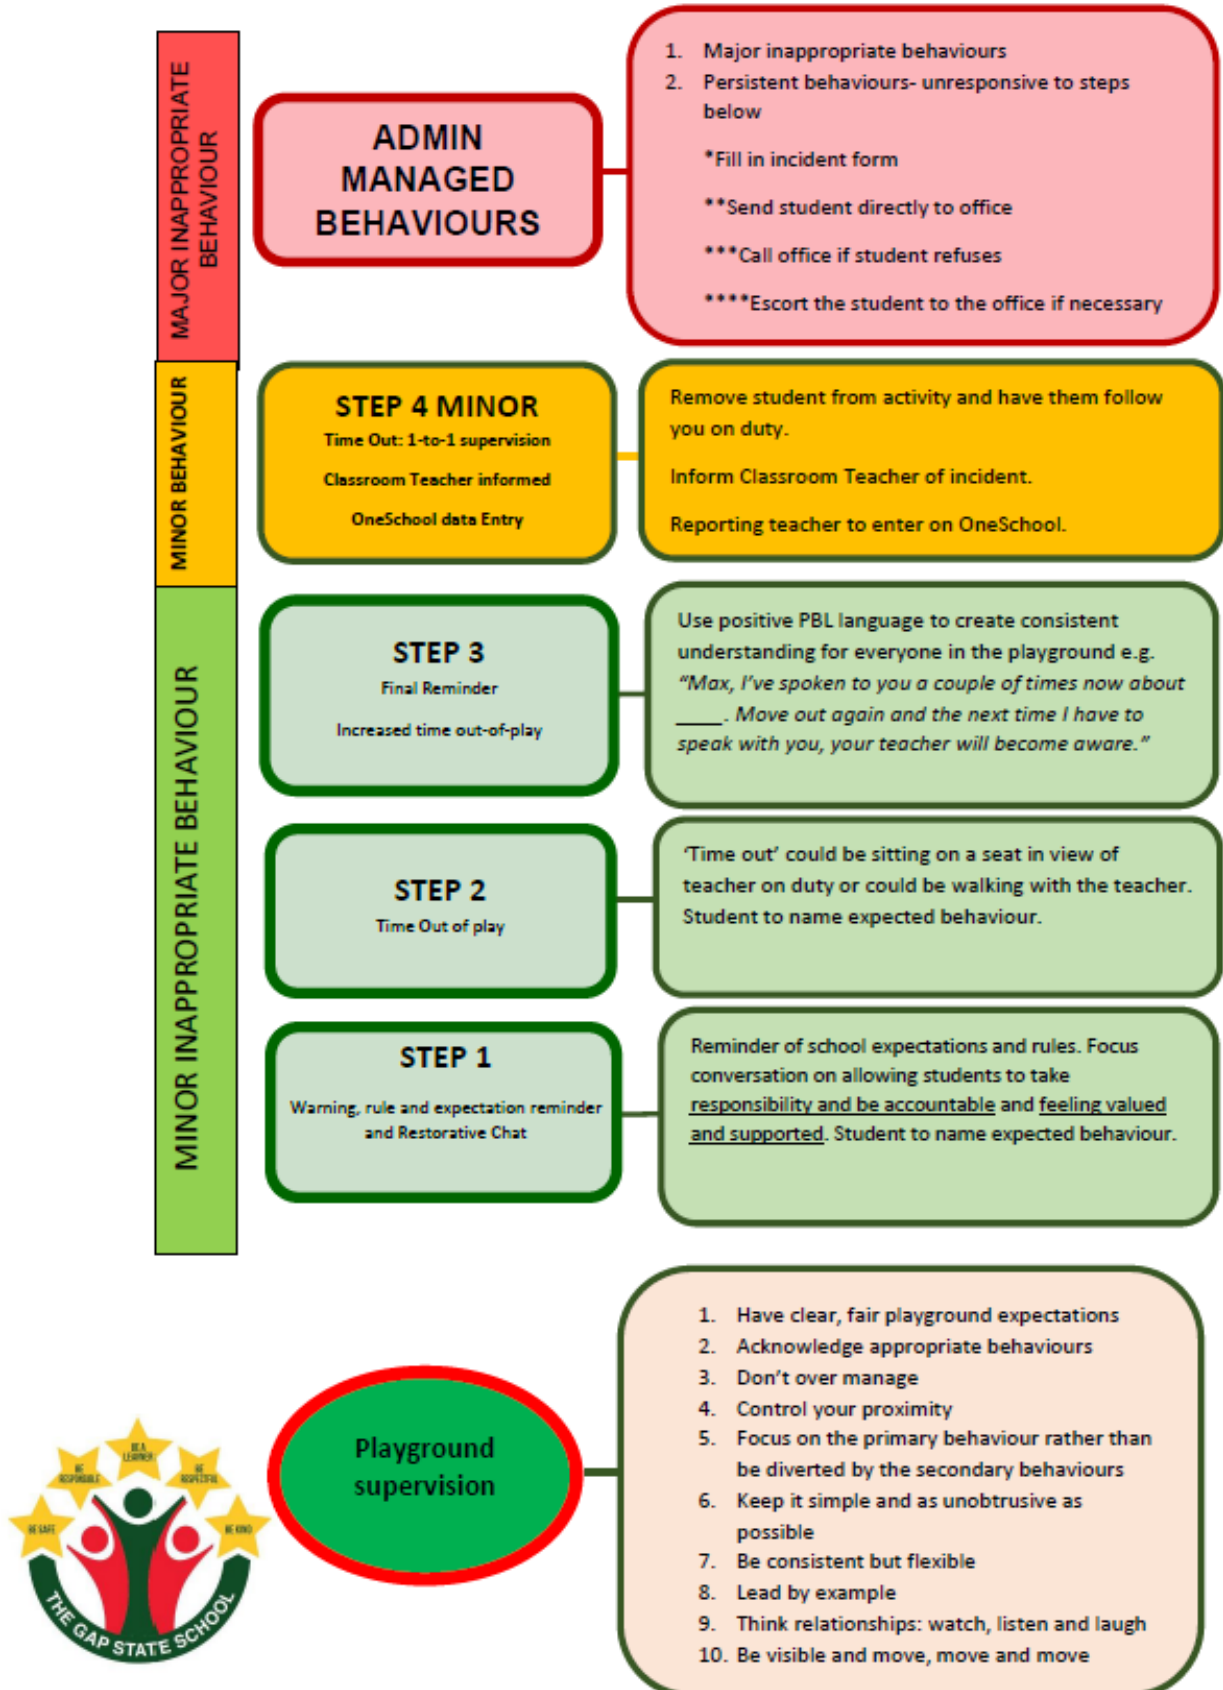 MAJOR INAPPROPRIATE
BEHAVIOUR
ADMIN
MANAGED
BEHAVIOURS
1. Major inappropriate behaviours
2. Persistent behaviours- unresponsive to steps
below
*Fill in incident form
**Send student directly to office
***Call office if student refuses
****Escort the student to the office if necessary
MINOR BEHAVIOUR
STEP 4 MINOR
Time Out: 1-to-1 supervision
Classroom Teacher informed
OneSchool data Entry
Remove student from activity and have them follow
you on duty.
Inform Classroom Teacher of incident.
Reporting teacher to enter on OneSchool.
MINOR INAPPROPRIATE BEHAVIOUR
STEP 3
Final Reminder
Increased time out-of-play
Use positive PBL language to create consistent
understanding for everyone in the playground e.g.
“Max, I’ve spoken to you a couple of times now about
____. Move out again and the next time I have to
speak with you, your teacher will become aware.”
STEP 2
Time Out of play
‘Time out’ could be sitting on a seat in view of
teacher on duty or could be walking with the teacher.
Student to name expected behaviour.
STEP 1
Warning, rule and expectation reminder
and Restorative Chat
Reminder of school expectations and rules. Focus
conversation on allowing students to take
responsibility and be accountable and feeling valued
and supported. Student to name expected behaviour.
Playground
supervision
1. Have clear, fair playground expectations
2. Acknowledge appropriate behaviours
3. Don’t over manage
4. Control your proximity
5. Focus on the primary behaviour rather than
be diverted by the secondary behaviours
6. Keep it simple and as unobtrusive as
possible
7. Be consistent but flexible
8. Lead by example
9. Think relationships: watch, listen and laugh
10. Be visible and move, move and move
BE SAFE
BE
RESPONSIBLE
BE A
LEARNER
BE
RESPECTFUL
BE KIND
THE GAP STATE SCHOOL